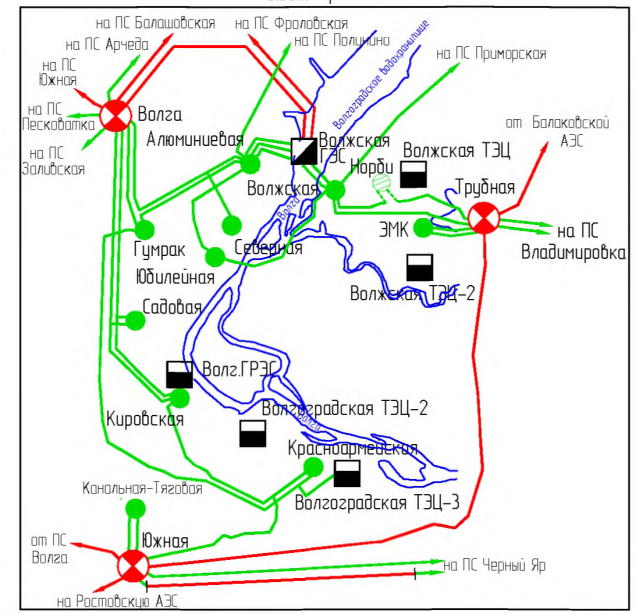 на ПС Балашовская
на ПС Фроловская
на ПС Арчеда
на ПС Полинино
на ПС
Южная
на ПС Приморская
Волгоградское водохранилище
на ПС
Песковатка
Волга
Алюминиевая
Волжская
ГЭС
от Балаковской
АЭС
на ПС
Заливская
Волжская ТЭЦ
Норби
Волжская
Трубная
Волга
ЭМК
Северная
на ПС
Владимировка
Гумрак
Юбилейная
Волжская ТЭЦ-2
Садовая
Волг.ГРЭС
Волгоградская ТЭЦ-2
Кировская
Волга
Красноармейская
Канальная-Тяговая
Волгоградская ТЭЦ-3
от ПС
Волга
Южная
на ПС Черный Яр
на Ростовскую АЭС